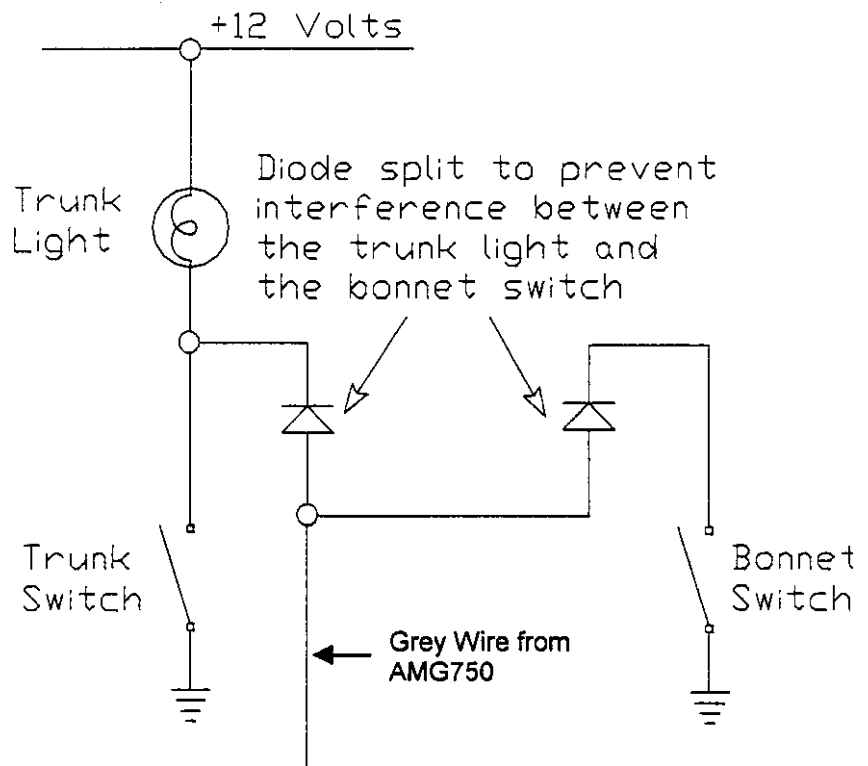 +12 Volts
Trunk
Light
Diode split to prevent
interference between
the trunk light and
the bonnet switch
Trunk
Switch
Bonnet
Switch
Grey Wire from
AMG750